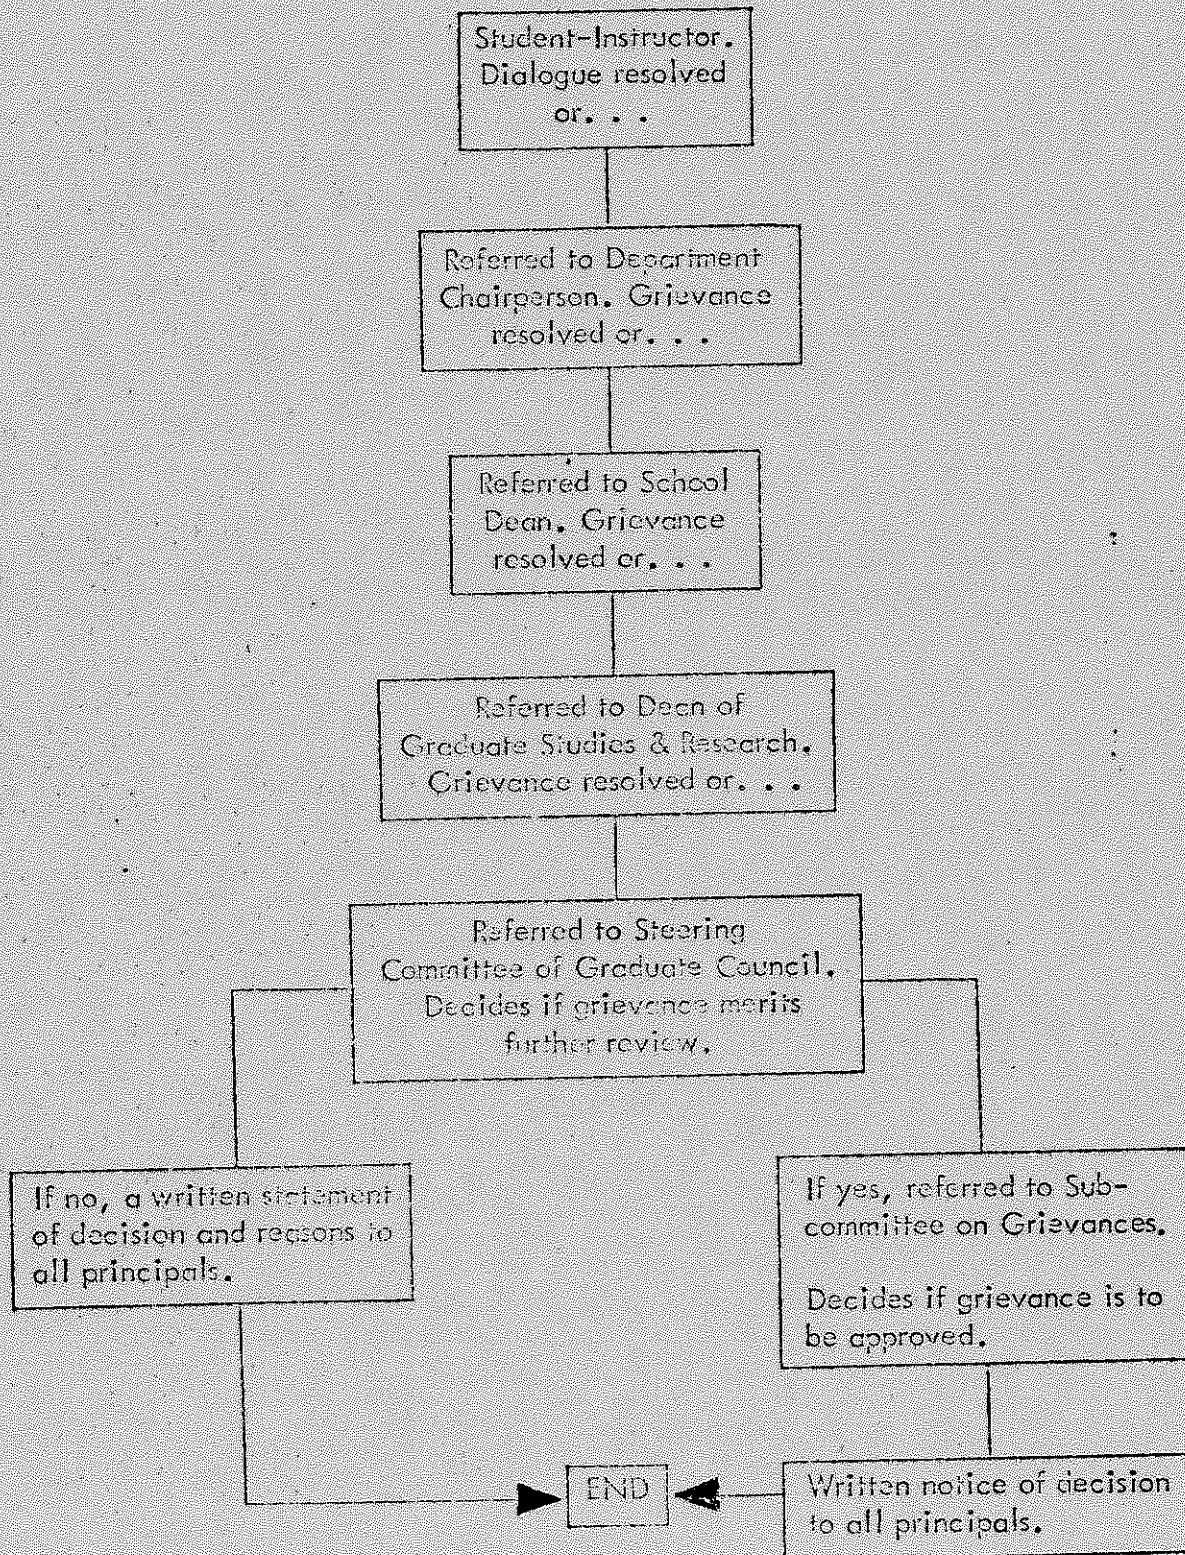 Student-Instructor.
Dialogue resolved
or. . .
Referred to Department
Chairperson. Grievance
resolved or. . .
Referred to School
Dean. Grievance
resolved or. . .
Referred to Dean of
Graduate Studies & Research.
Grievance resolved or. . .
Referred to Steering
Committee of Graduate Council.
Decides if grievance merits
further review.
If no, a written statement
of decision and reasons to
all principals.
If yes, referred to Sub-
committee on Grievances.
Decides if grievance is to
be approved.
END
Written notice of decision
to all principals.